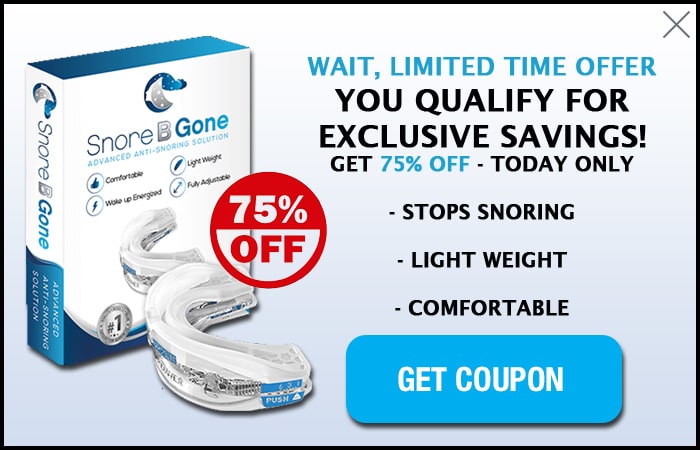 WAIT, LIMITED TIME OFFER
YOU QUALIFY FOR
EXCLUSIVE SAVINGS!
GET 75% OFF - TODAY ONLY
- STOPS SNORING
- LIGHT WEIGHT
- COMFORTABLE
GET COUPON
75%
OFF
Snore B Gone
ADVANCED ANTI-SNORING SOLUTION
Comfortable
Light Weight
Wake up Energized
Fully Adjustable
Snore B Gone
ADVANCED
ANTI-SNORING
SOLUTION
#1
PUSH